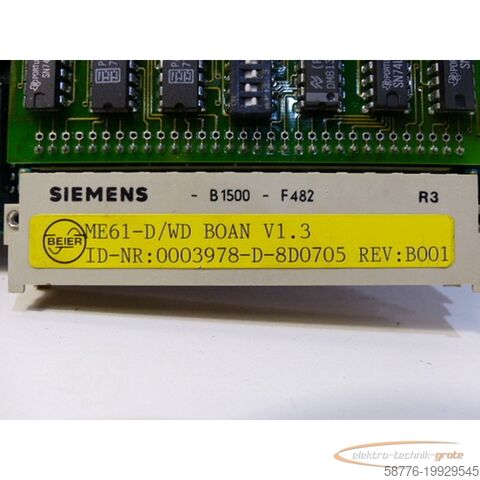 SIEMENS - B1500 - F482 R3
BEIER
ME61-D/WD BOAN V1.3
ID-NR:0003978-D-8D0705 REV:B001
elektro-technik-grote
58776-19929545